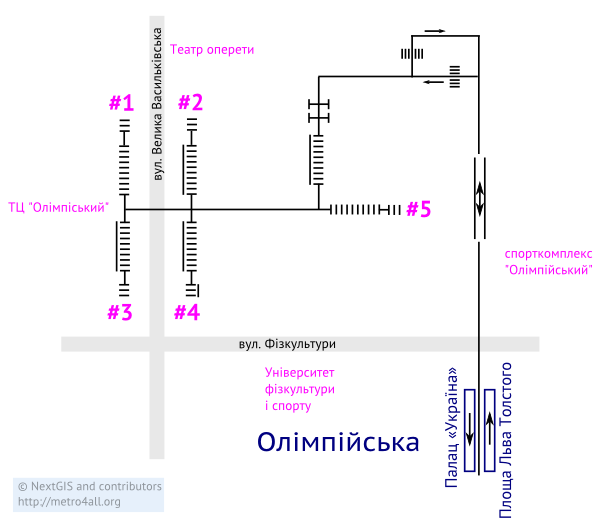 Театр оперети
вул. Велика Васильківська
#1
#2
ТЦ "Олімпіський"
#5
спорткомплекс
"Олімпійський"
#3
#4
вул. Фізкультури
Університет
фізкультури
і спорту
Олімпійська
Палац «Україна»
Площа Льва Толстого
© NextGIS and contributors
http://metro4all.org